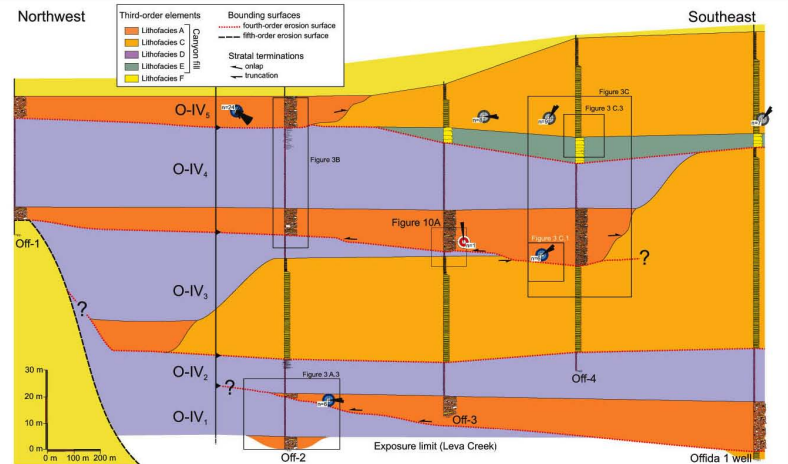 Northwest
Southeast
Third-order elements
Lithofacies A
Lithofacies C
Lithofacies D
Lithofacies E
Lithofacies F
Canyon fill
Bounding surfaces
fourth-order erosion surface
fifth-order erosion surface
Stratal terminations
onlap
truncation
Figure 3C
Figure 3 C.3
O-IV5
n=24
Figure 3B
O-IV4
Figure 10A
Figure 3 C.1
Off-1
?
?
O-IV3
O-IV2
Off-4
30 m
20 m
10 m
0 m
?
Figure 3 A.3
O-IV1
Off-3
Exposure limit (Leva Creek)
0 m 100 m 200 m
Off-2
Offida 1 well